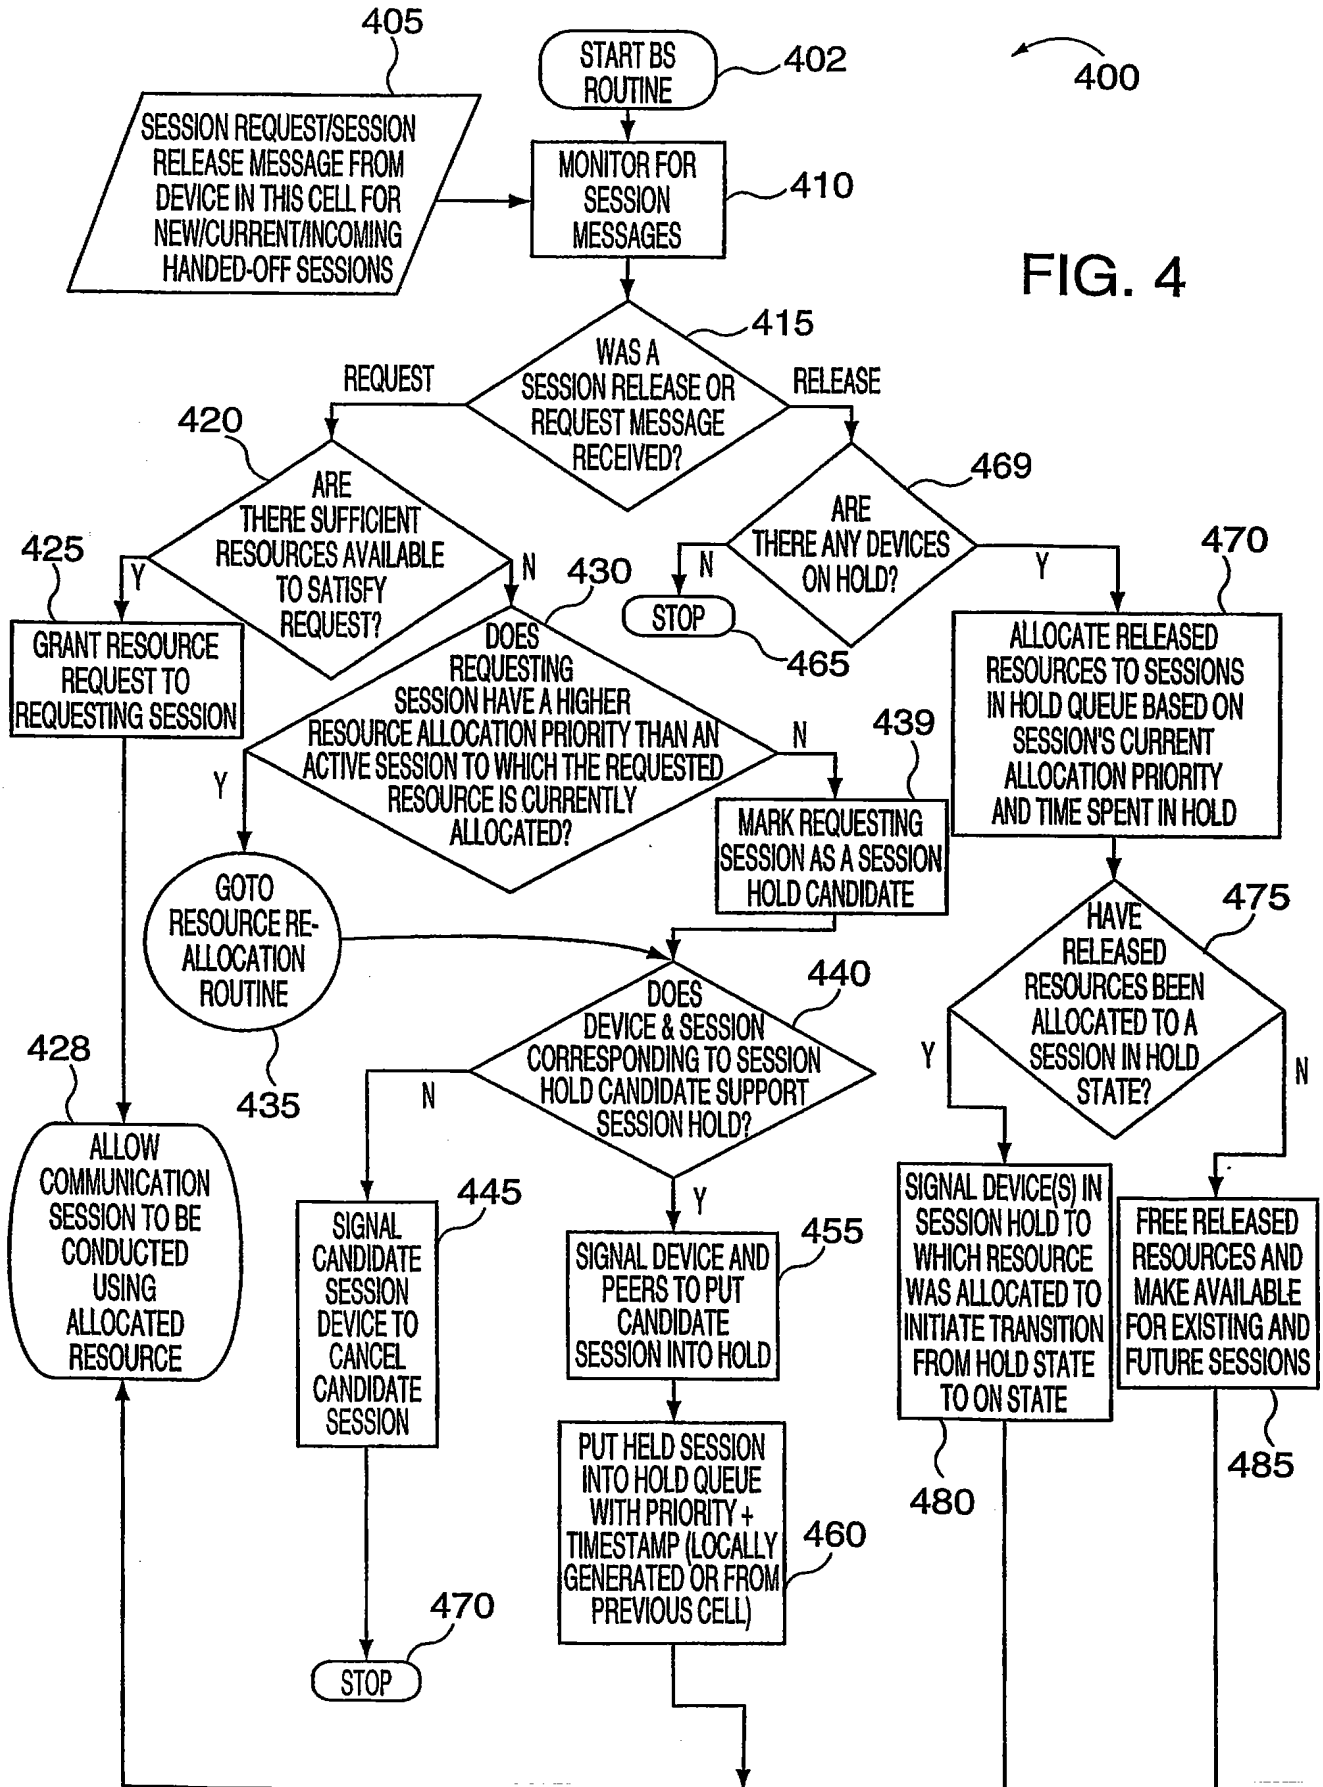 405
START BS
ROUTINE
402
400
SESSION REQUEST/SESSION
RELEASE MESSAGE FROM
DEVICE IN THIS CELL FOR
NEW/CURRENT/INCOMING
HANDED-OFF SESSIONS
MONITOR FOR
SESSION
MESSAGES
410
FIG. 4
415
WAS A
SESSION RELEASE OR
REQUEST MESSAGE
RECEIVED?
REQUEST
RELEASE
420
ARE
THERE SUFFICIENT
RESOURCES AVAILABLE
TO SATISFY
REQUEST?
Y
N
469
ARE
THERE ANY DEVICES
ON HOLD?
N
Y
STOP
465
425
GRANT RESOURCE
REQUEST TO
REQUESTING SESSION
430
DOES
REQUESTING
SESSION HAVE A HIGHER
RESOURCE ALLOCATION PRIORITY THAN AN
ACTIVE SESSION TO WHICH THE REQUESTED
RESOURCE IS CURRENTLY
ALLOCATED?
Y
N
470
ALLOCATE RELEASED
RESOURCES TO SESSIONS
IN HOLD QUEUE BASED ON
SESSION'S CURRENT
ALLOCATION PRIORITY
AND TIME SPENT IN HOLD
439
MARK REQUESTING
SESSION AS A SESSION
HOLD CANDIDATE
GOTO
RESOURCE RE-
ALLOCATION
ROUTINE
435
440
DOES
DEVICE & SESSION
CORRESPONDING TO SESSION
HOLD CANDIDATE SUPPORT
SESSION HOLD?
N
Y
475
HAVE
RELEASED
RESOURCES BEEN
ALLOCATED TO A
SESSION IN HOLD
STATE?
Y
N
428
ALLOW
COMMUNICATION
SESSION TO BE
CONDUCTED
USING
ALLOCATED
RESOURCE
445
SIGNAL
CANDIDATE
SESSION
DEVICE TO
CANCEL
CANDIDATE
SESSION
455
SIGNAL DEVICE AND
PEERS TO PUT
CANDIDATE
SESSION INTO HOLD
SIGNAL DEVICE(S) IN
SESSION HOLD TO
WHICH RESOURCE
WAS ALLOCATED TO
INITIATE TRANSITION
FROM HOLD STATE
TO ON STATE
480
FREE RELEASED
RESOURCES AND
MAKE AVAILABLE
FOR EXISTING AND
FUTURE SESSIONS
485
PUT HELD SESSION
INTO HOLD QUEUE
WITH PRIORITY +
TIMESTAMP (LOCALLY
GENERATED OR FROM
PREVIOUS CELL)
460
470
STOP